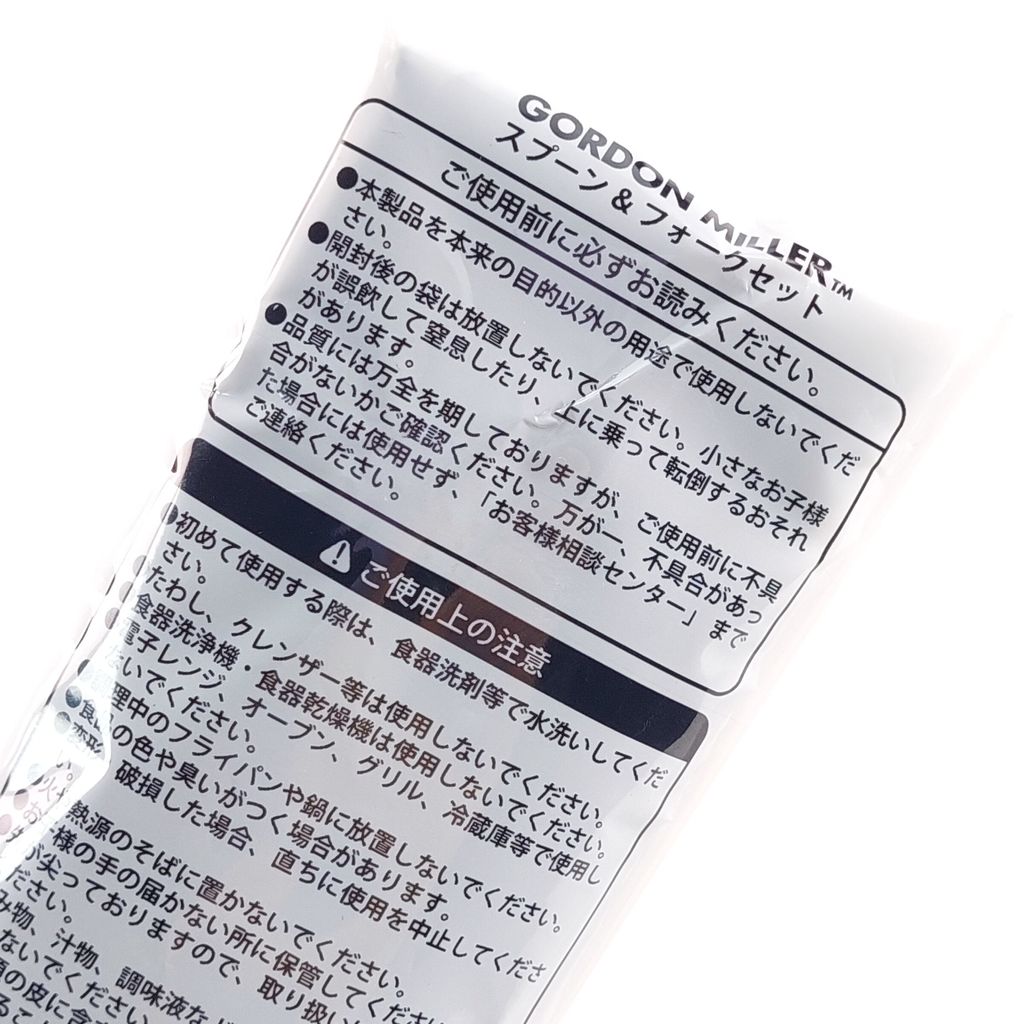 GORDON MILLER™
スプーン＆フォークセット
ご使用前に必ずお読みください。
●本製品を本来の目的以外の用途で使用しないでくだ
さい。
●開封後の袋は放置しないでください。小さなお子様
が誤飲して窒息したり、上に乗って転倒するおそれ
があります。
●品質には万全を期しておりますが、ご使用前に不具
合がないかご確認ください。万が一、不具合があっ
た場合には使用せず、「お客様相談センター」まで
ご連絡ください。
ご使用上の注意
●初めて使用する際は、食器洗剤等で水洗いしてくだ
さい。
たわし、クレンザー等は使用しないでください。
食器洗浄機・食器乾燥機は使用しないでください。
電子レンジ、オーブン、グリル、冷蔵庫等で使用し
いでください。
理中のフライパンや鍋に放置しないでください。
の色や臭いがつく場合があります。
破損した場合、直ちに使用を中止してくださ
熱源のそばに置かないでください。
様の手の届かない所に保管してくださ
が尖っておりますので、取り扱い
ださい。
み物、汁物、調味液な
ないでください
の皮に含